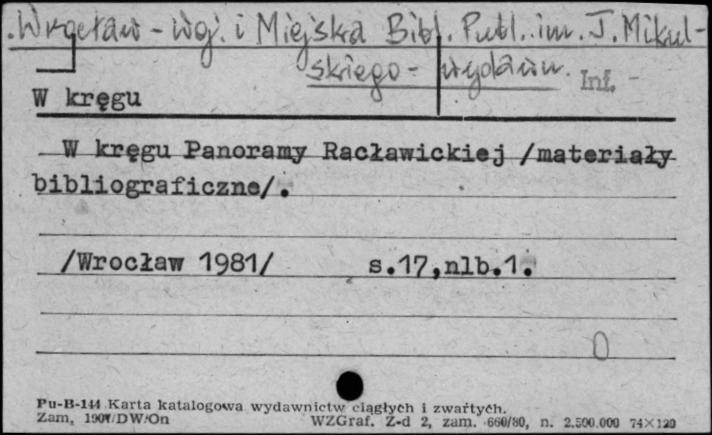 Wrocław - Woj. i Miejska Bibl. Publ. im. J. Mikul-
skiego - wydawn. Inf. -
W kręgu
W kręgu Panoramy Racławickiej /materiały
bibliograficzne/.
/Wrocław 1981/ s.17,nlb.1.
0
Pu-B-144 Karta katalogowa wydawnictw ciągłych i zwartych.
Zam, 190V/DW/On WZGraf. Z-d 2, zam. 660/80, n. 2.500.000 74×120